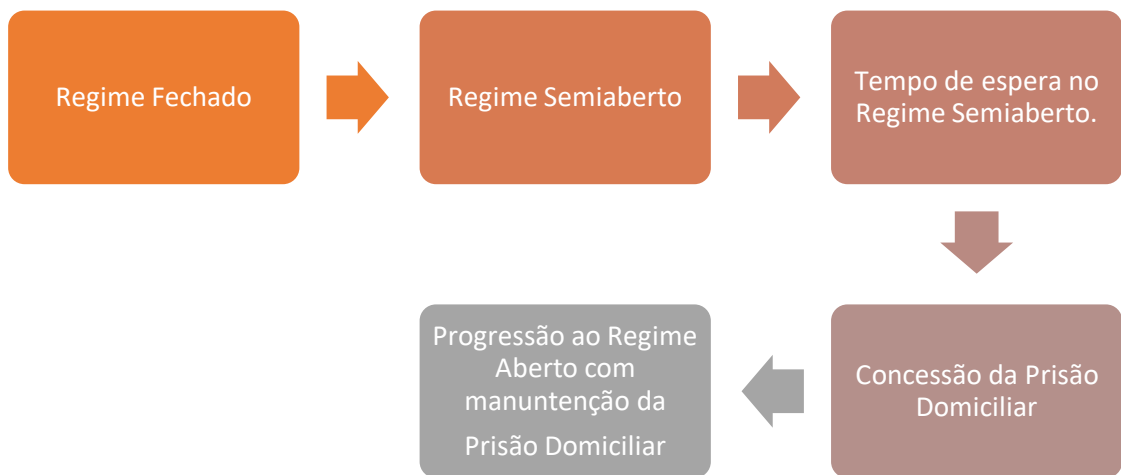 Regime Fechado
Regime Semiaberto
Tempo de espera no
Regime Semiaberto.
Concessão da Prisão
Domiciliar
Progressão ao Regime
Aberto com
manuntenção da
Prisão Domiciliar